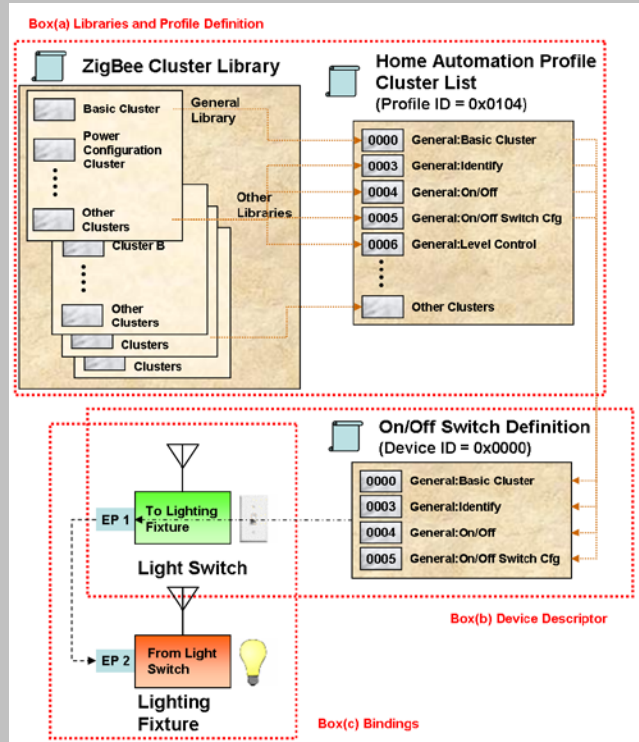 Box(a) Libraries and Profile Definition
ZigBee Cluster Library
Basic Cluster
Power
Configuration
Cluster
Other
Clusters
General
Library
Other
Libraries
Cluster B
Other
Clusters
Clusters
Clusters
Home Automation Profile
Cluster List
(Profile ID = 0x0104)
0000 General:Basic Cluster
0003 General:Identify
0004 General:On/Off
0005 General:On/Off Switch Cfg
0006 General:Level Control
Other Clusters
On/Off Switch Definition
(Device ID = 0x0000)
0000 General:Basic Cluster
0003 General:Identify
0004 General:On/Off
0005 General:On/Off Switch Cfg
Box(b) Device Descriptor
EP 1
To Lighting
Fixture
Light Switch
EP 2
From Light
Switch
Lighting
Fixture
Box(c) Bindings